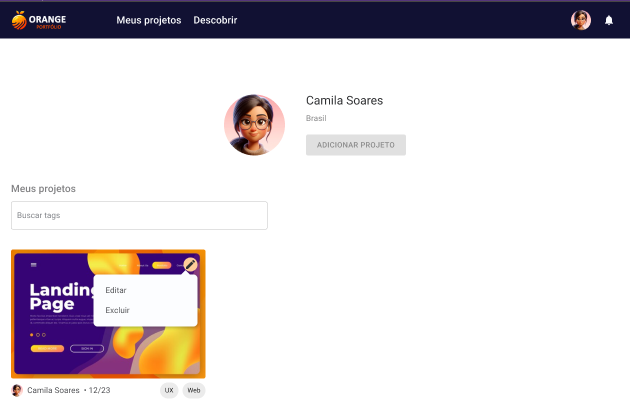 ORANGE
PORTFÓLIO
Meus projetos
Descobrir
Camila Soares
Brasil
ADICIONAR PROJETO
Meus projetos
Buscar tags
Landing
Page
Editar
Excluir
SIGN IN
Camila Soares • 12/23
UX
Web